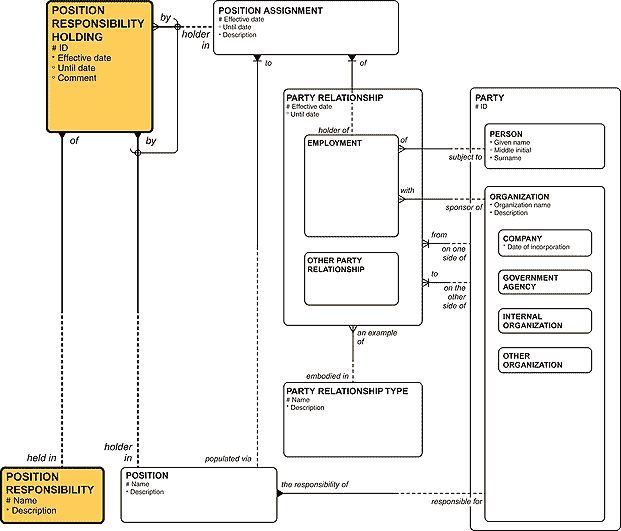 POSITION
RESPONSIBILITY
HOLDING
# ID
* Effective date
o Until date
o Comment
by
holder
in
POSITION ASSIGNMENT
# Effective date
o Until date
* Description
of
by
to
of
PARTY RELATIONSHIP
# Effective date
o Until date
holder of
EMPLOYMENT
of
with
OTHER PARTY
RELATIONSHIP
subject to
sponsor of
from
on one
side of
to
on the
other
side of
PARTY
# ID
PERSON
* Given name
o Middle initial
* Surname
ORGANIZATION
* Organization name
* Description
COMPANY
* Date of incorporation
GOVERNMENT
AGENCY
INTERNAL
ORGANIZATION
OTHER
ORGANIZATION
an example
of
embodied in
PARTY RELATIONSHIP TYPE
# Name
* Description
held in
holder
in
populated via
POSITION
RESPONSIBILITY
# Name
* Description
POSITION
# Name
* Description
the responsibility of
responsible for